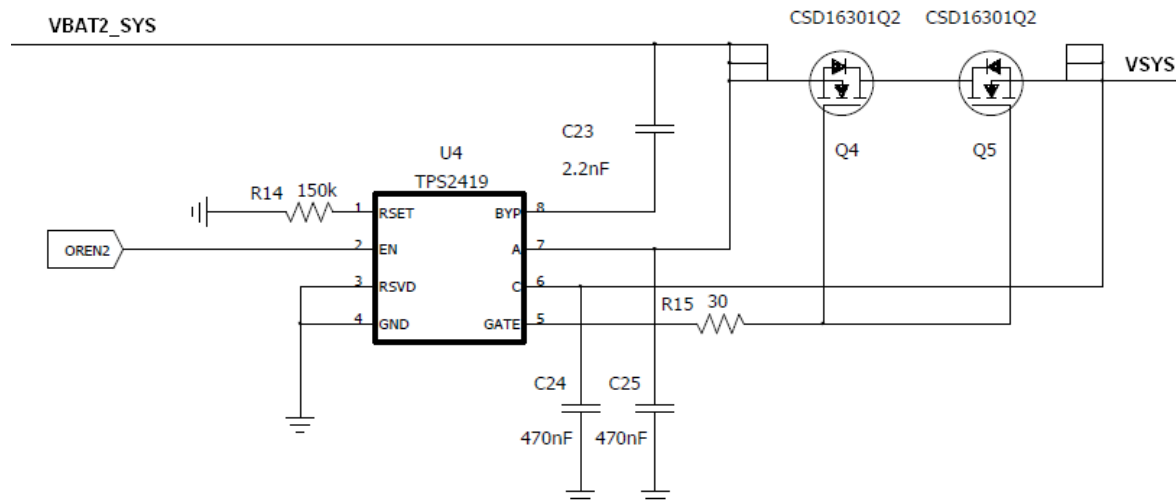 CSD16301Q2 CSD16301Q2
VBAT2_SYS
VSYS
C23
2.2nF
Q4 Q5
U4
TPS2419
R14 150k
1 RSET BYP 8
OREN2
2 EN A 7
3 RSVD C 6
R15 30
4 GND GATE 5
C24 C25
470nF 470nF